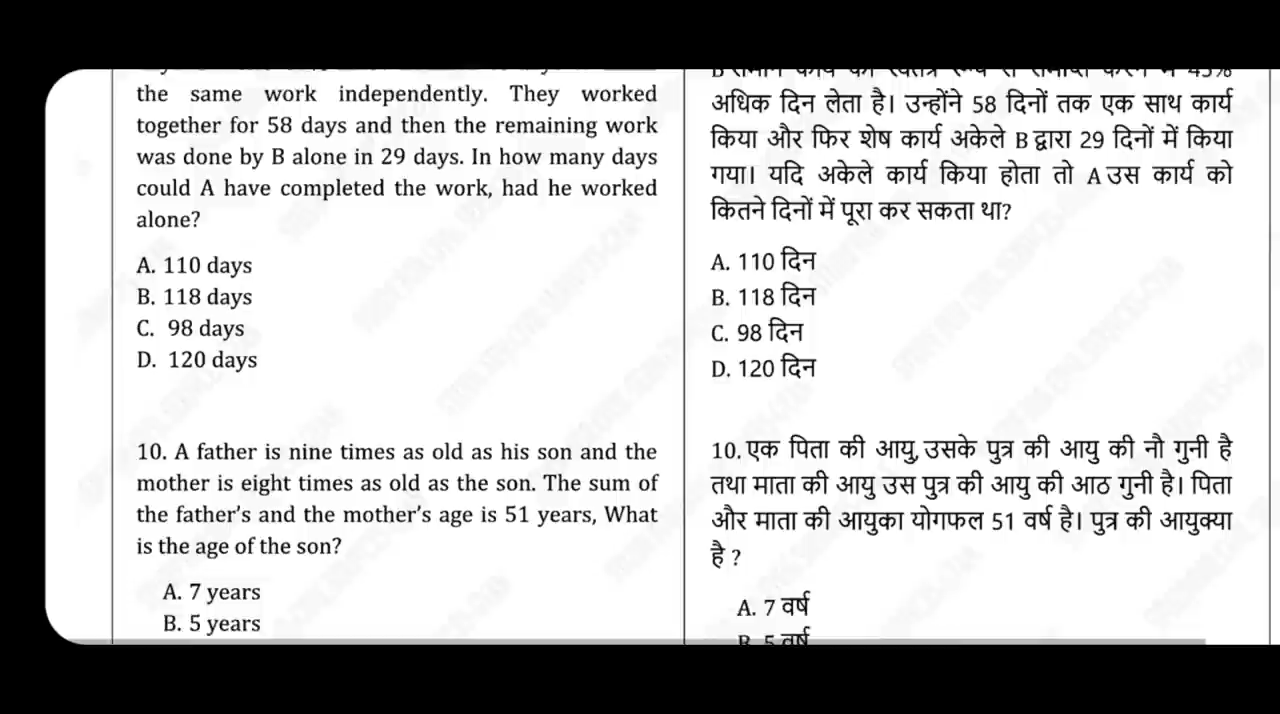 the same work independently. They worked
together for 58 days and then the remaining work
was done by B alone in 29 days. In how many days
could A have completed the work, had he worked
alone?
A. 110 days
B. 118 days
C. 98 days
D. 120 days
10. A father is nine times as old as his son and the
mother is eight times as old as the son. The sum of
the father's and the mother's age is 51 years, What
is the age of the son?
A. 7 years
B. 5 years
अधिक दिन लेता है। उन्होंने 58 दिनों तक एक साथ कार्य
किया और फिर शेष कार्य अकेले B द्वारा 29 दिनों में किया
गया। यदि अकेले कार्य किया होता तो A उस कार्य को
कितने दिनों में पूरा कर सकता था?
A. 110 दिन
B. 118 दिन
C. 98 दिन
D. 120 दिन
10. एक पिता की आयु, उसके पुत्र की आयु की नौ गुनी है
तथा माता की आयु उस पुत्र की आयु की आठ गुनी है। पिता
और माता की आयुका योगफल 51 वर्ष है। पुत्र की आयुक्या
है ?
A. 7 वर्ष
B. 5 वर्ष